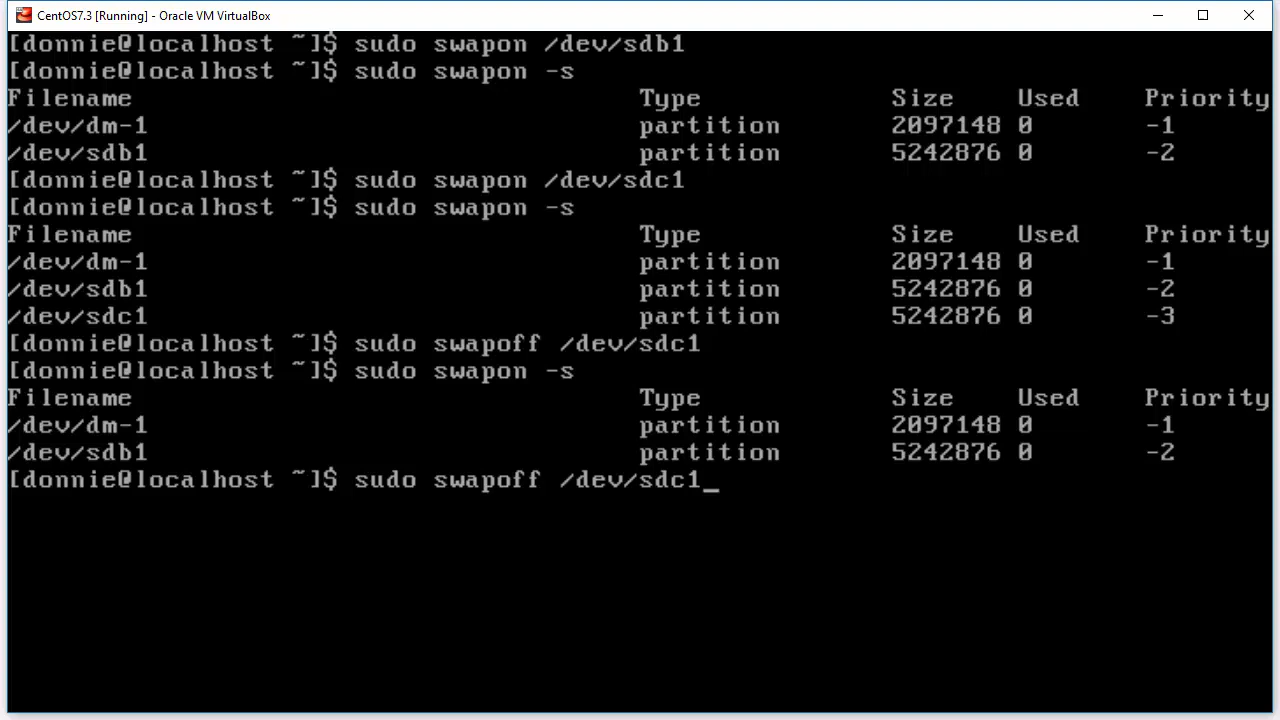 CentOS7.3 [Running] - Oracle VM VirtualBox
[donnie@localhost ~]$ sudo swapon /dev/sdb1
[donnie@localhost ~]$ sudo swapon -s
Filename Type Size Used Priority
/dev/dm-1 partition 2097148 0 -1
/dev/sdb1 partition 5242876 0 -2
[donnie@localhost ~]$ sudo swapon /dev/sdc1
[donnie@localhost ~]$ sudo swapon -s
Filename Type Size Used Priority
/dev/dm-1 partition 2097148 0 -1
/dev/sdb1 partition 5242876 0 -2
/dev/sdc1 partition 5242876 0 -3
[donnie@localhost ~]$ sudo swapoff /dev/sdc1
[donnie@localhost ~]$ sudo swapon -s
Filename Type Size Used Priority
/dev/dm-1 partition 2097148 0 -1
/dev/sdb1 partition 5242876 0 -2
[donnie@localhost ~]$ sudo swapoff /dev/sdc1_